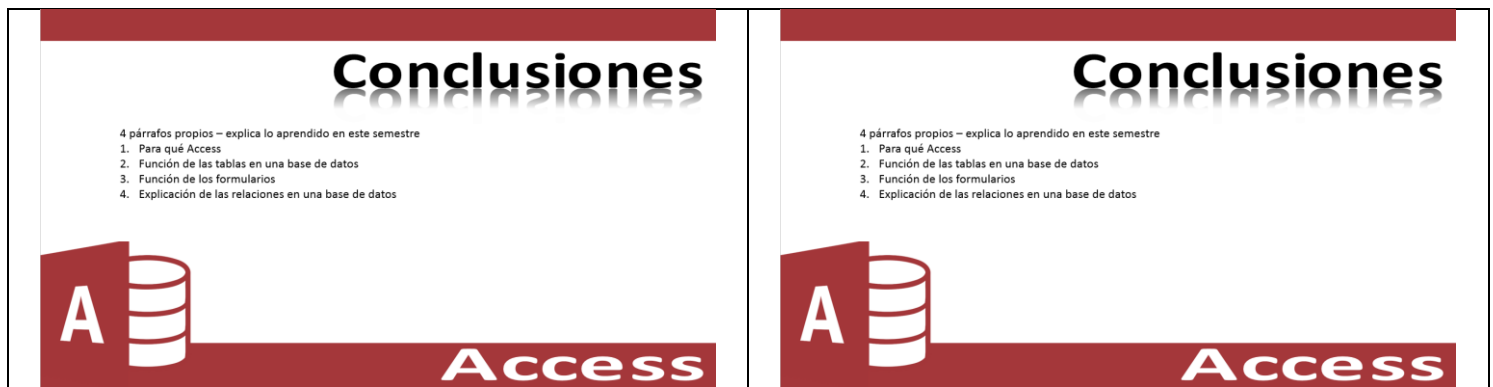 Conclusiones
4 párrafos propios – explica lo aprendido en este semestre
1. Para qué Access
2. Función de las tablas en una base de datos
3. Función de los formularios
4. Explicación de las relaciones en una base de datos
A
Access
Conclusiones
4 párrafos propios – explica lo aprendido en este semestre
1. Para qué Access
2. Función de las tablas en una base de datos
3. Función de los formularios
4. Explicación de las relaciones en una base de datos
A
Access